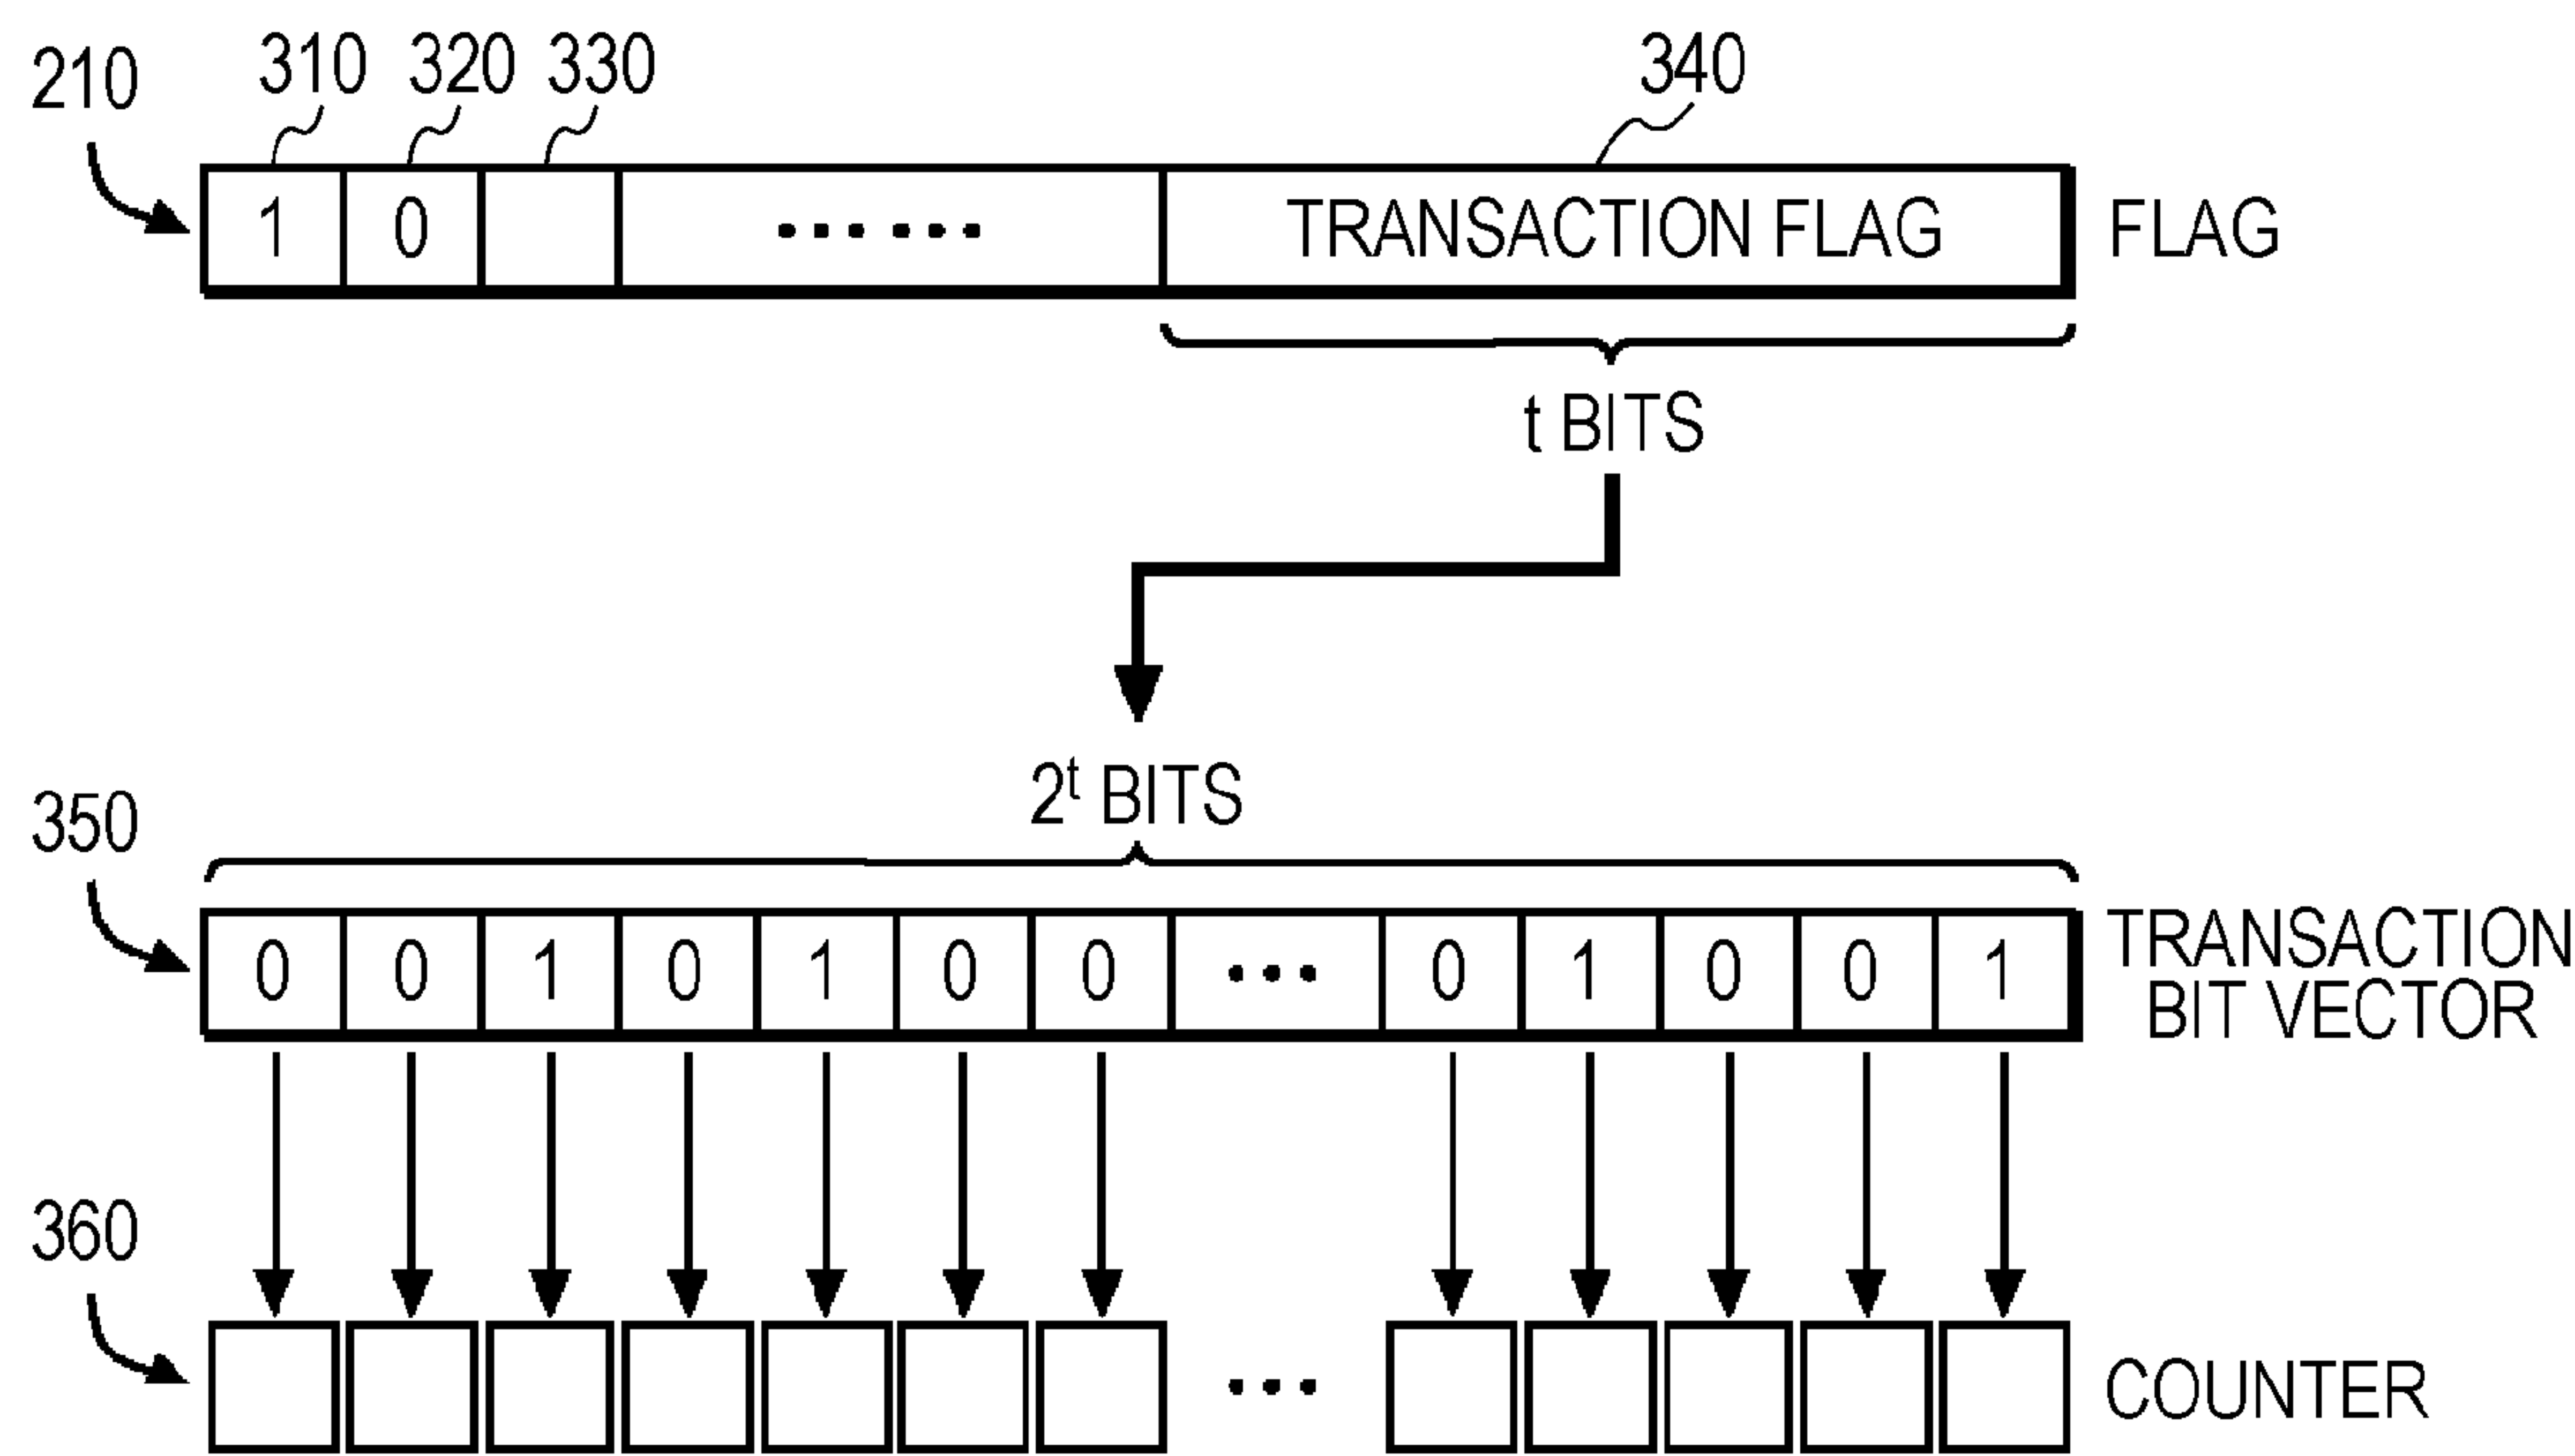 210 310 320 330 340
1 0 ...... TRANSACTION FLAG FLAG
t BITS
2ᵗ BITS
350
0 0 1 0 1 0 0 ... 0 1 0 0 1 TRANSACTION
BIT VECTOR
360
... COUNTER